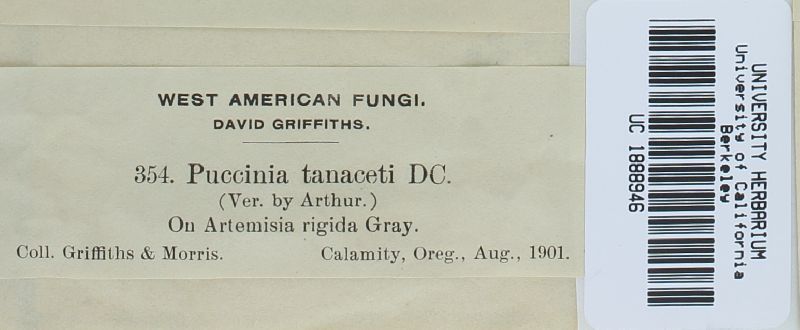 WEST AMERICAN FUNGI.
DAVID GRIFFITHS.
354. Puccinia tanaceti DC.
(Ver. by Arthur.)
On Artemisia rigida Gray.
Coll. Griffiths & Morris. Calamity, Oreg., Aug., 1901.
UNIVERSITY HERBARIUM
University of California
Berkeley
UC 1888946